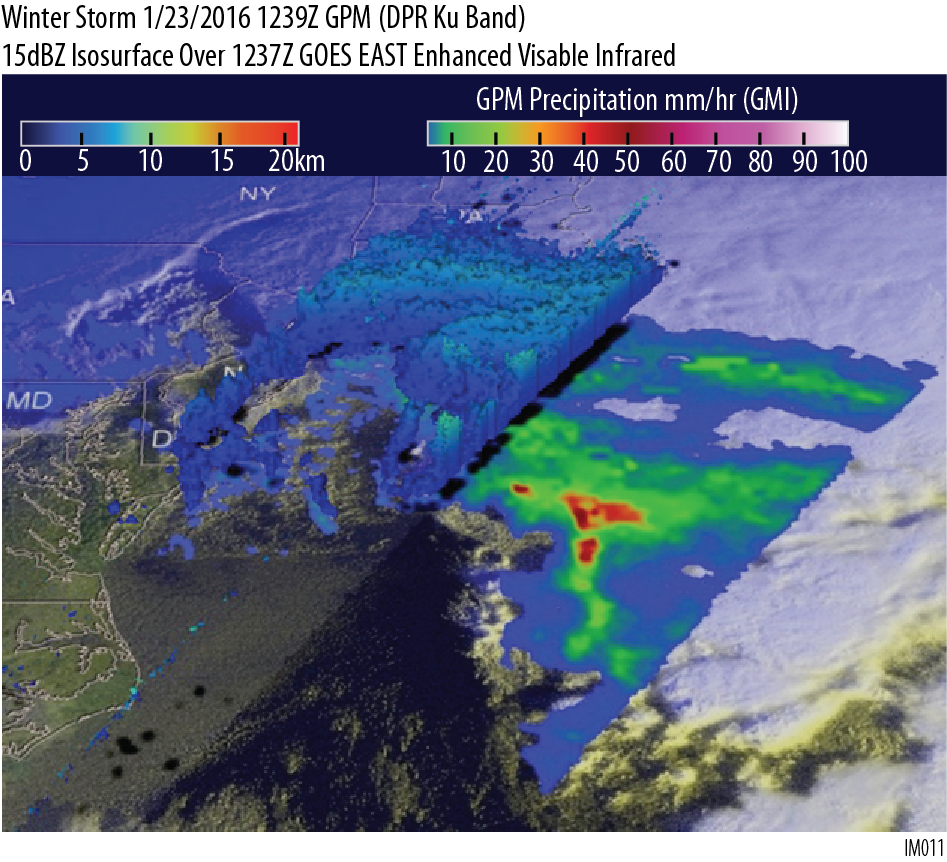 Winter Storm 1/23/2016 1239Z GPM (DPR Ku Band)
15dBZ Isosurface Over 1237Z GOES EAST Enhanced Visable Infrared
GPM Precipitation mm/hr (GMI)
0 5 10 15 20km
10 20 30 40 50 60 70 80 90 100
NY
A
A
N
MD
D
IM011